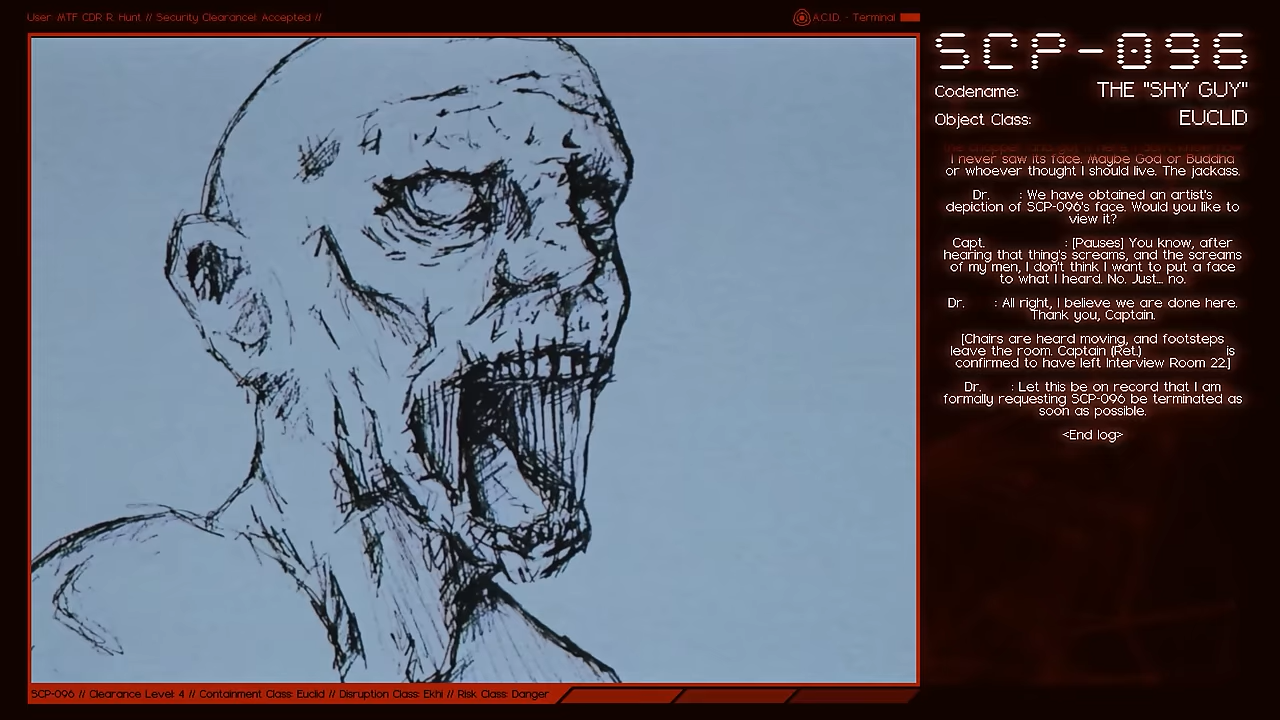 User: MTF CDR R. Hunt // Security Clearance: Accepted //
A.C.I.D. - Terminal
SCP-096
Codename: THE "SHY GUY"
Object Class: EUCLID
I never saw its face. Maybe God or Buddha
or whoever thought I should live. The jackass.
Dr. : We have obtained an artist's
depiction of SCP-096's face. Would you like to
view it?
Capt. : [Pauses] You know, after
hearing that thing's screams, and the screams
of my men, I don't think I want to put a face
to what I heard. No. Just... no.
Dr. : All right, I believe we are done here.
Thank you, Captain.
[Chairs are heard moving, and footsteps
leave the room. Captain (Ret.) is
confirmed to have left Interview Room 22.]
Dr. : Let this be on record that I am
formally requesting SCP-096 be terminated as
soon as possible.
<End log>
SCP-096 // Clearance Level: 4 // Containment Class: Euclid // Disruption Class: Ekhi // Risk Class: Danger